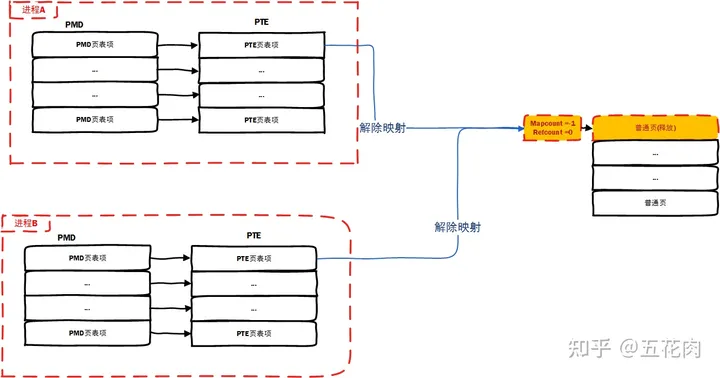 进程A
PMD
PTE
PMD页表项
PTE页表项
...
...
...
...
PMD页表项
PTE页表项
解除映射
Mapcount =-1
Refcount =0
普通页(释放)
...
...
普通页
进程B
PMD
PTE
PMD页表项
PTE页表项
...
...
...
...
PMD页表项
PTE页表项
解除映射
知乎 @五花肉